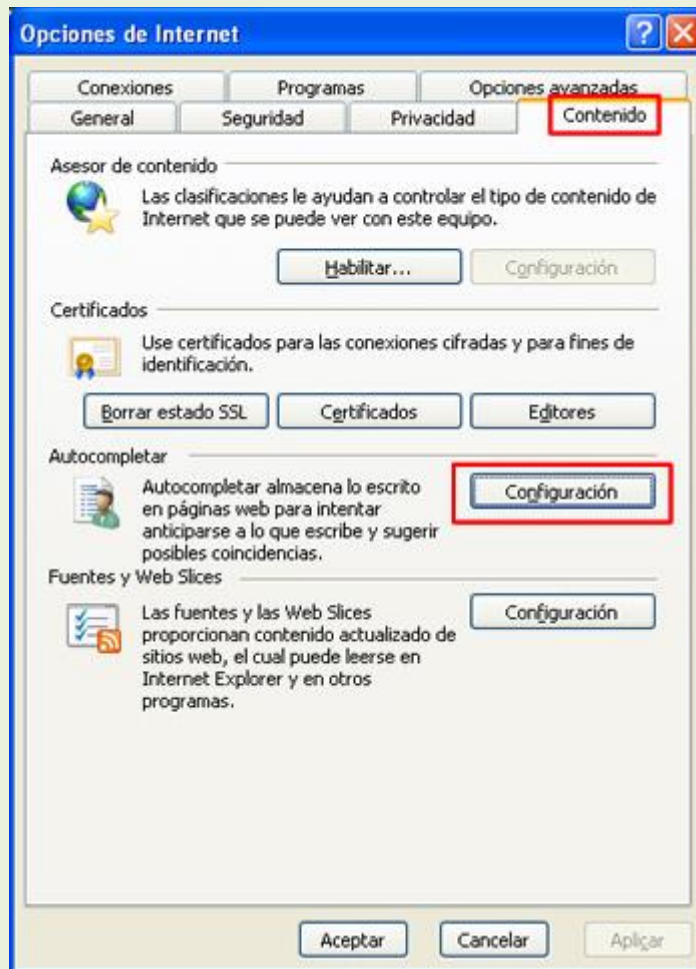 Opciones de Internet
Conexiones Programas Opciones avanzadas
General Seguridad Privacidad Contenido
Asesor de contenido
Las clasificaciones le ayudan a controlar el tipo de contenido de
Internet que se puede ver con este equipo.
Habilitar... Configuración
Certificados
Use certificados para las conexiones cifradas y para fines de
identificación.
Borrar estado SSL Certificados Editores
Autocompletar
Autocompletar almacena lo escrito
en páginas web para intentar
anticiparse a lo que escribe y sugerir
posibles coincidencias.
Configuración
Fuentes y Web Slices
Las fuentes y las Web Slices
proporcionan contenido actualizado de
sitios web, el cual puede leerse en
Internet Explorer y en otros
programas.
Configuración
Aceptar Cancelar Aplicar